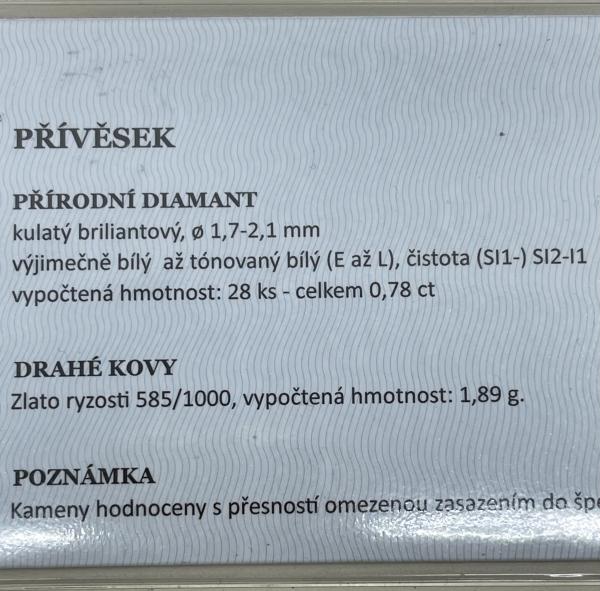 PŘÍVĚSEK
PŘÍRODNÍ DIAMANT
kulatý briliantový, ø 1,7-2,1 mm
výjimečně bílý až tónovaný bílý (E až L), čistota (SI1-) SI2-I1
vypočtená hmotnost: 28 ks - celkem 0,78 ct
DRAHÉ KOVY
Zlato ryzosti 585/1000, vypočtená hmotnost: 1,89 g.
POZNÁMKA
Kameny hodnoceny s přesností omezenou zasazením do